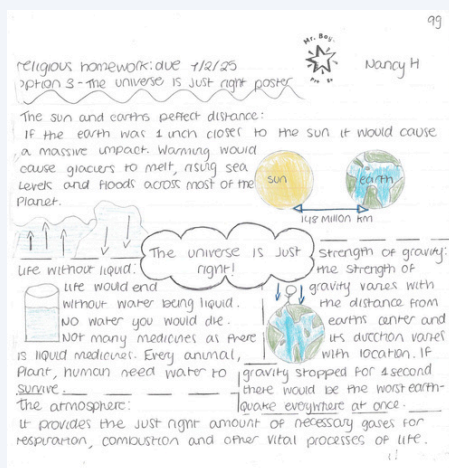 99
religious homework: due 1/2/25
option 3 - the universe is just right poster
Nancy H
The sun and earths perfect distance:
If the earth was 1 inch closer to the sun it would cause
a massive impact. Warming would
cause glaciers to melt, rising sea
levels and floods across most of the
Planet.
sun
earth
148 Million km
The universe is just
right!
Life without liquid:
Life would end
without water being liquid.
No water you would die.
Not many medicines as there
is liquid medicines. Every animal,
Plant, human need water to
survive.
Strength of gravity:
The strength of
gravity varies with
the distance from
earths center and
its direction varies
with location. If
gravity stopped for 1 second
there would be the worst earth-
quake everywhere at once.
The atmosphere:
it provides the just right amount of necessary gases for
respiration, combustion and other vital processes of life.